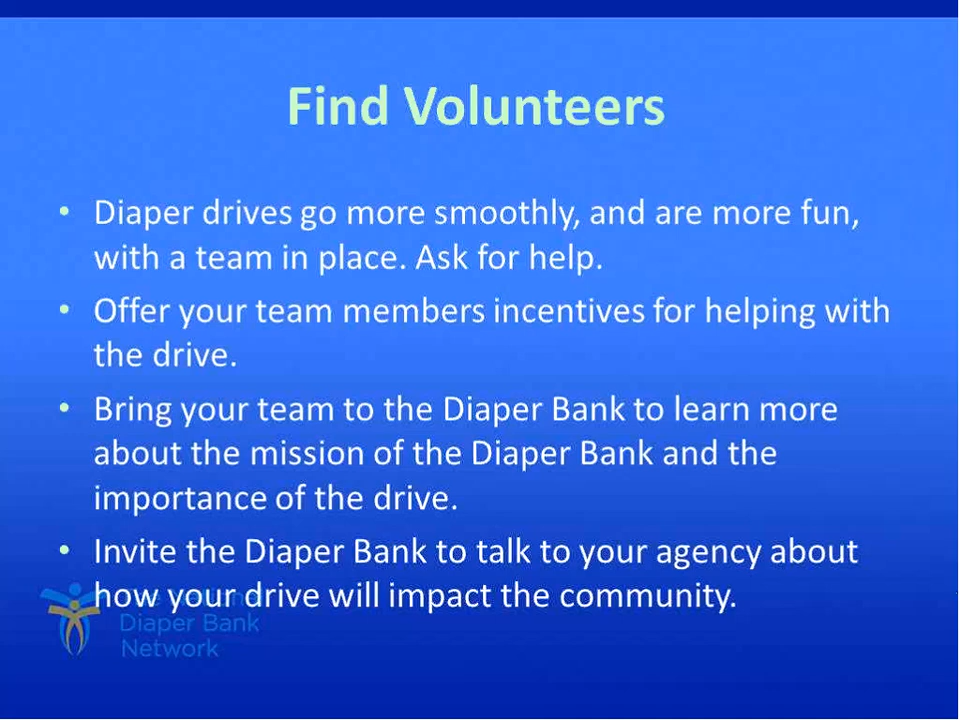 Find Volunteers
• Diaper drives go more smoothly, and are more fun,
with a team in place. Ask for help.
• Offer your team members incentives for helping with
the drive.
• Bring your team to the Diaper Bank to learn more
about the mission of the Diaper Bank and the
importance of the drive.
• Invite the Diaper Bank to talk to your agency about
how your drive will impact the community.
The National
Diaper Bank
Network